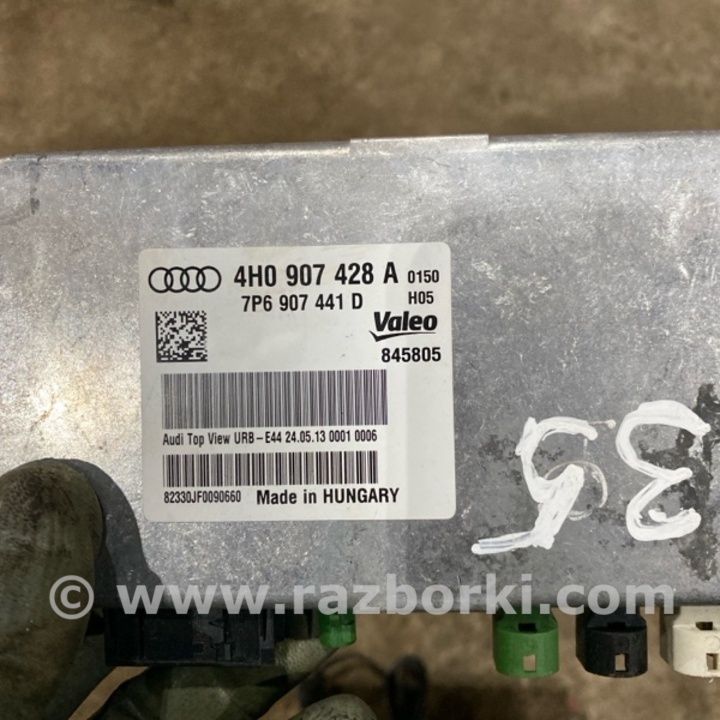 4H0 907 428 A 0150
7P6 907 441 D H05
Valeo
845805
Audi Top View URB-E44 24.05.13 0001 0006
82330JF0090660 Made in HUNGARY
35
© www.razborki.com